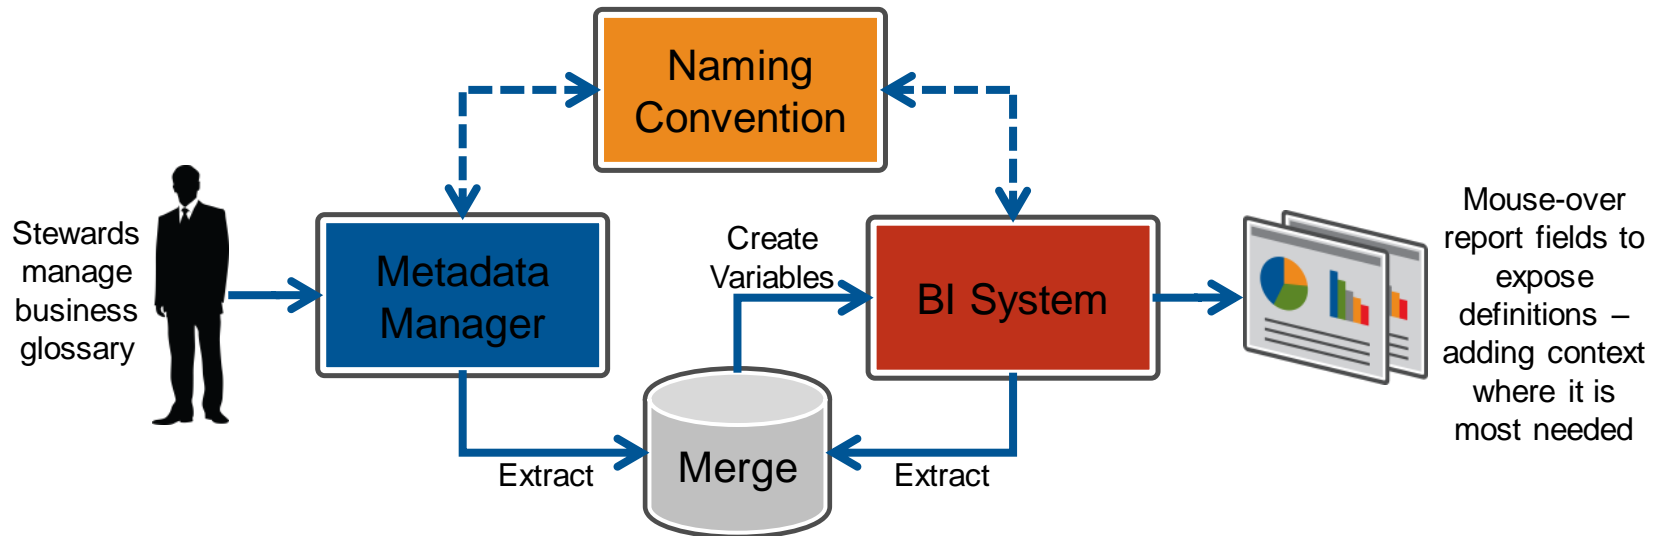 Naming
Convention
Stewards
manage
business
glossary
Metadata
Manager
Create
Variables
BI System
Mouse-over
report fields to
expose
definitions –
adding context
where it is
most needed
Extract
Merge
Extract